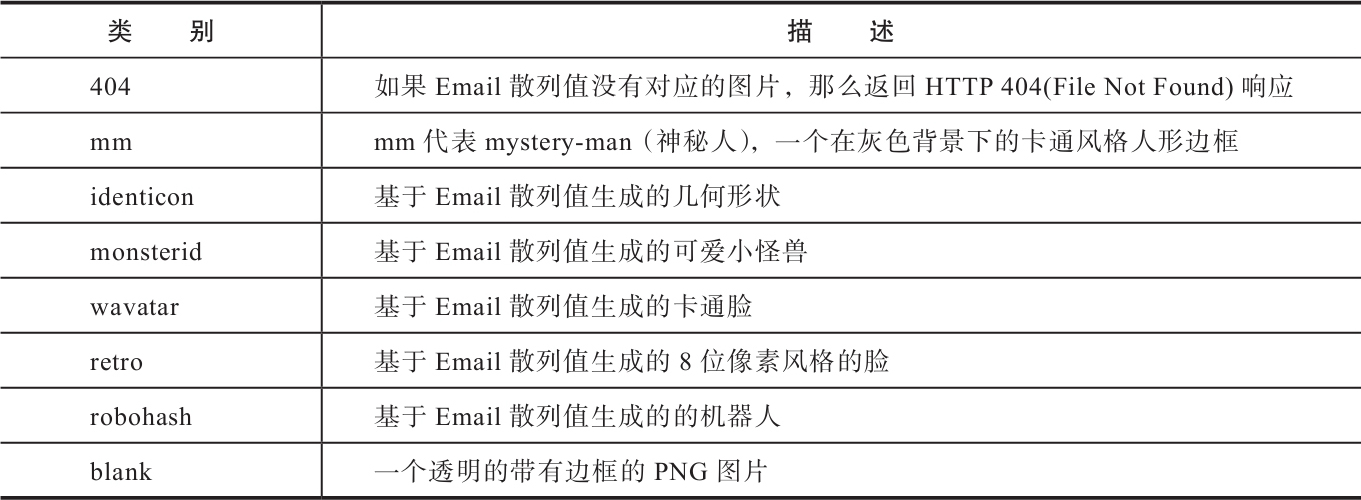 类 别 描 述
404 如果 Email 散列值没有对应的图片，那么返回 HTTP 404(File Not Found) 响应
mm mm 代表 mystery-man（神秘人），一个在灰色背景下的卡通风格人形边框
identicon 基于 Email 散列值生成的几何形状
monsterid 基于 Email 散列值生成的可爱小怪兽
wavatar 基于 Email 散列值生成的卡通脸
retro 基于 Email 散列值生成的 8 位像素风格的脸
robohash 基于 Email 散列值生成的的机器人
blank 一个透明的带有边框的 PNG 图片